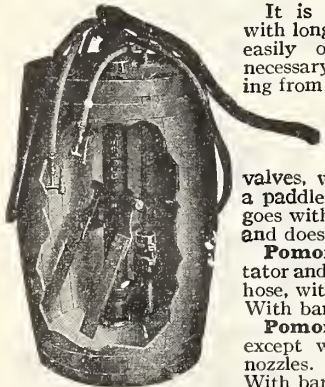 It is
with long
easily o
necessary
ing from
valves, w
a paddle
goes with
and does
Pomo
tator and
hose, wit
With bar
Pomo
except w
nozzles.
With bar